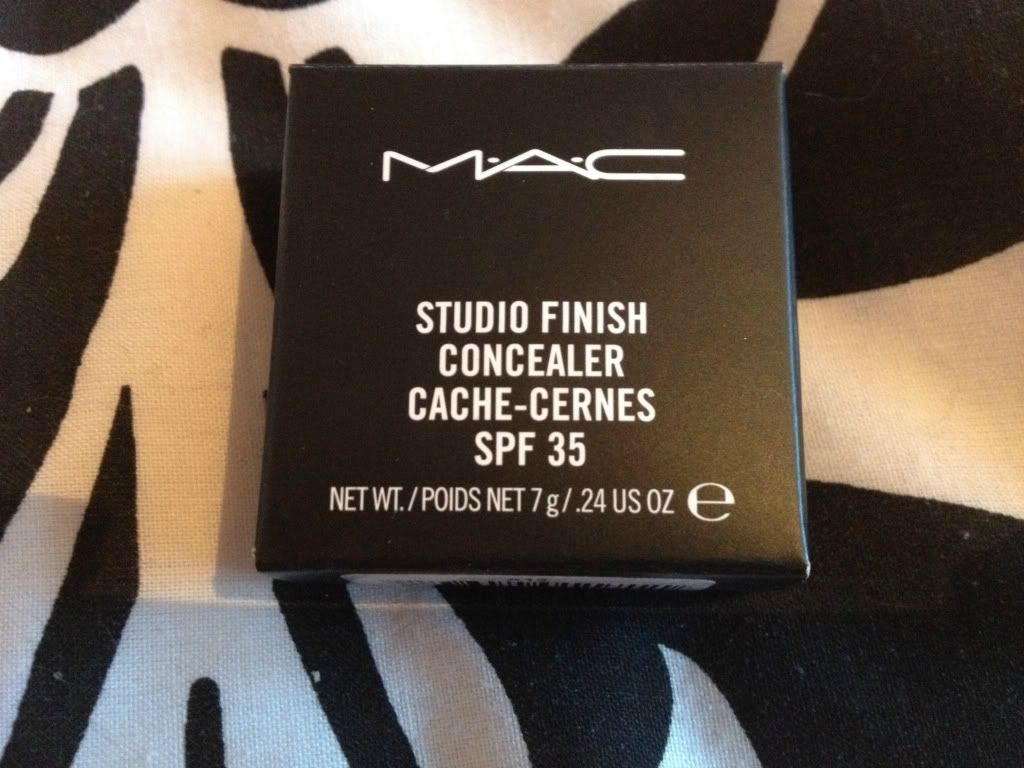 M·A·C
STUDIO FINISH
CONCEALER
CACHE-CERNES
SPF 35
NET WT. / POIDS NET 7 g / .24 US OZ ℮